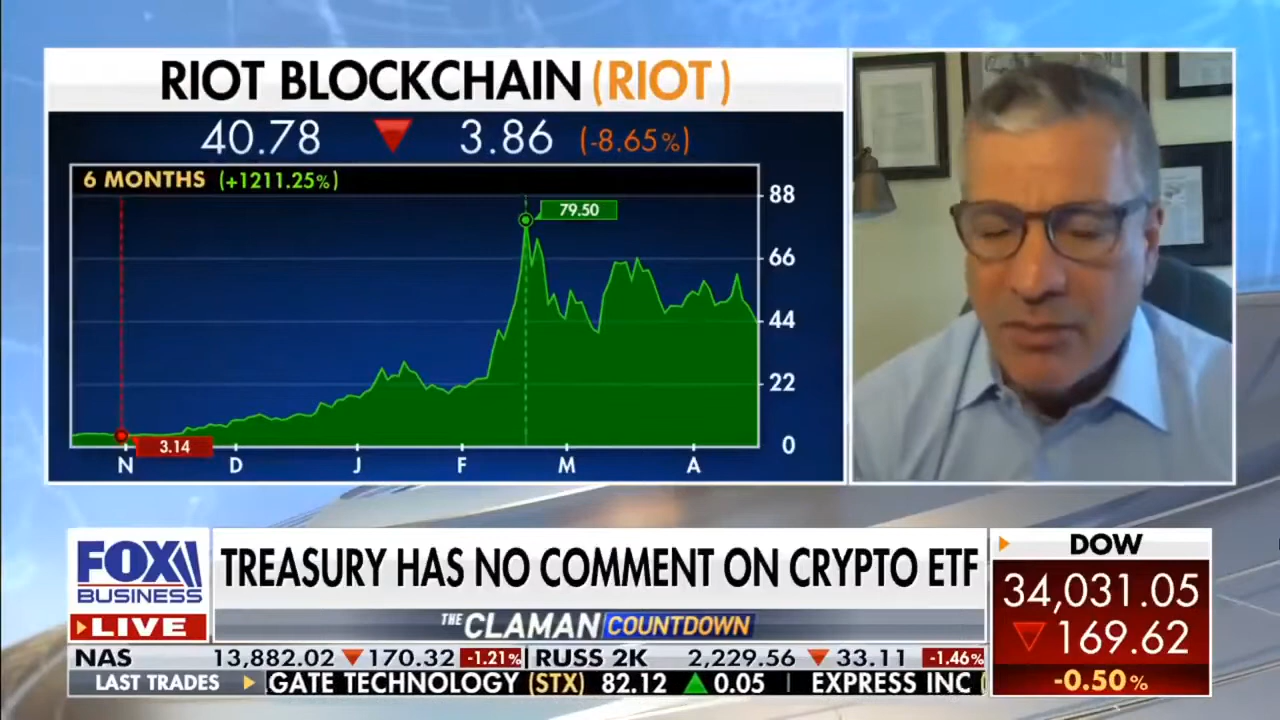 RIOT BLOCKCHAIN (RIOT)
40.78 ▼ 3.86 (-8.65%)
6 MONTHS (+1211.25%)
88
79.50
66
44
22
3.14
0
N D J F M A
FOX BUSINESS
LIVE
TREASURY HAS NO COMMENT ON CRYPTO ETF
THE CLAMAN COUNTDOWN
DOW
34,031.05
▼ 169.62
-0.50%
NAS 13,882.02 ▼ 170.32 -1.21% RUSS 2K 2,229.56 ▼ 33.11 -1.46%
LAST TRADES GATE TECHNOLOGY (STX) 82.12 ▲ 0.05 | EXPRESS INC (